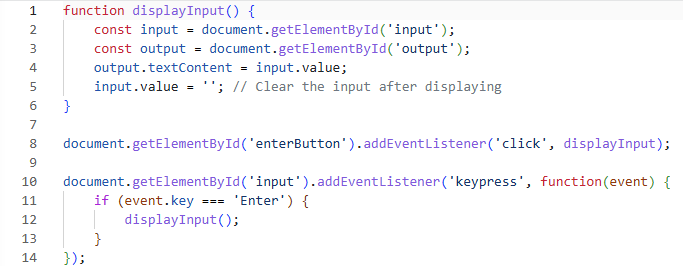 1 function displayInput() {
2     const input = document.getElementById('input');
3     const output = document.getElementById('output');
4     output.textContent = input.value;
5     input.value = ''; // Clear the input after displaying
6 }
7
8 document.getElementById('enterButton').addEventListener('click', displayInput);
9
10 document.getElementById('input').addEventListener('keypress', function(event) {
11     if (event.key === 'Enter') {
12         displayInput();
13     }
14 });